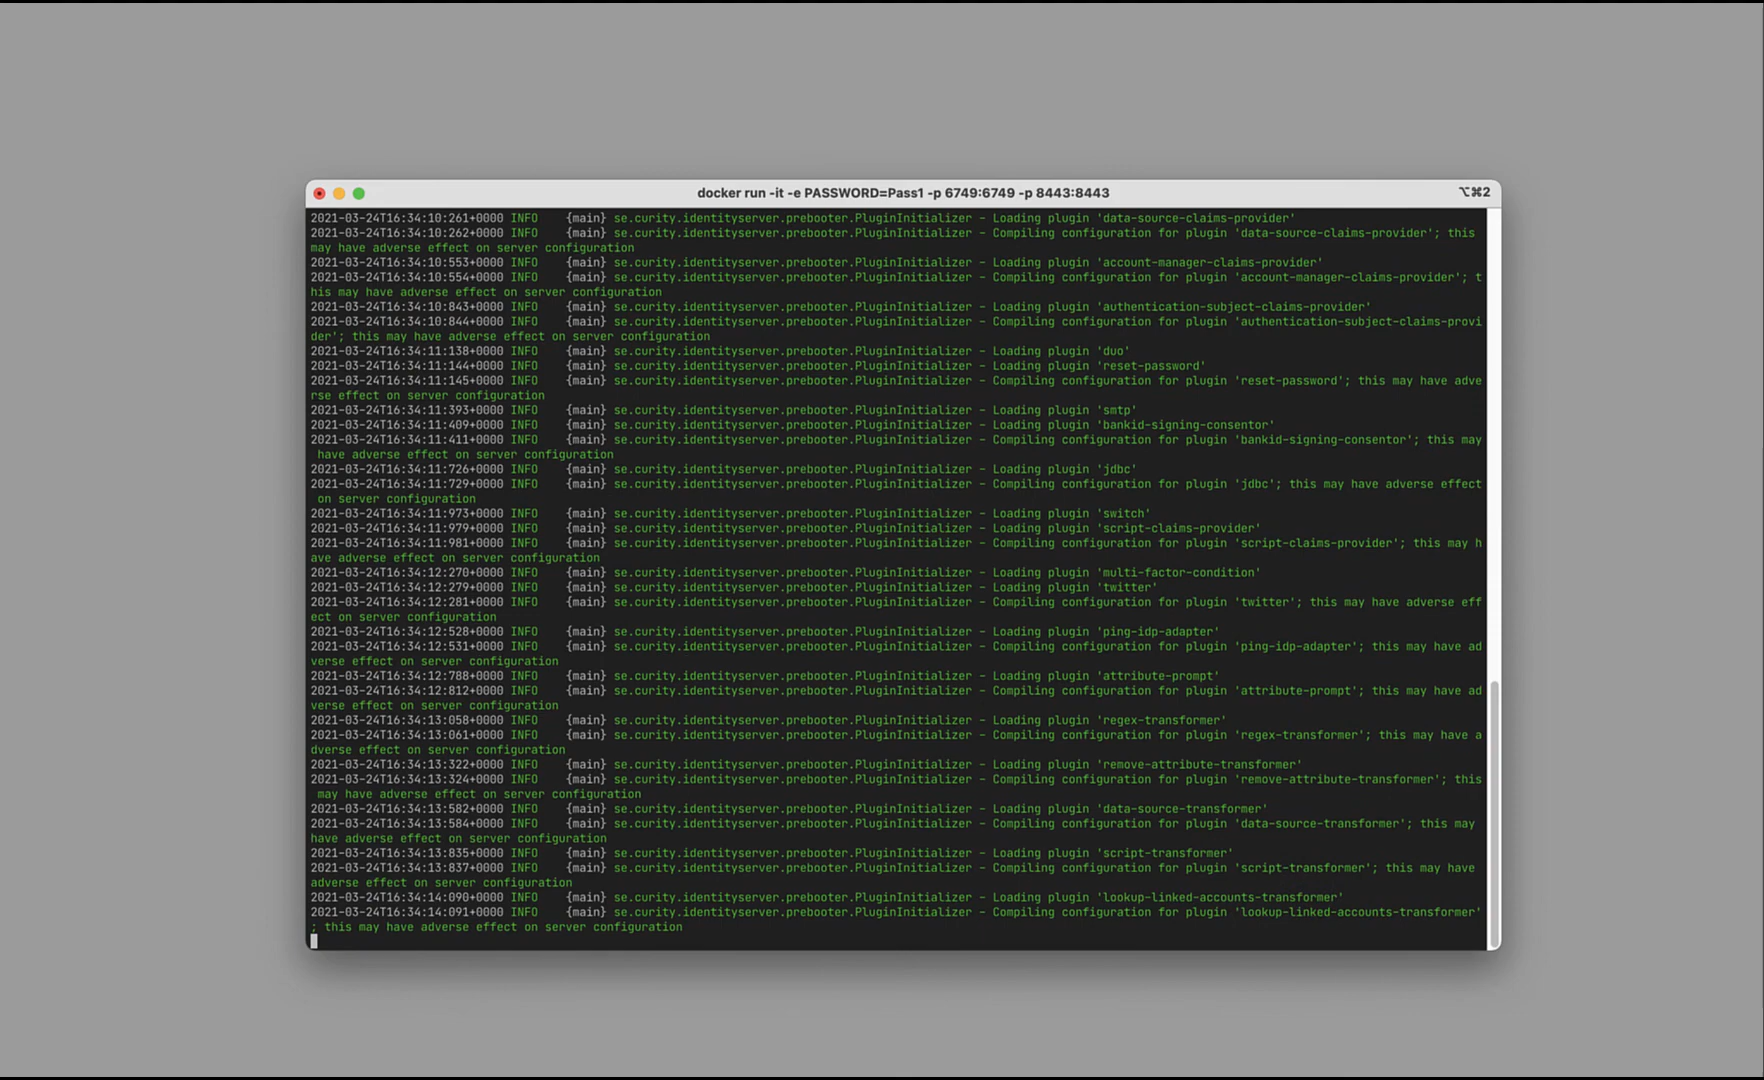 docker run -it -e PASSWORD=Pass1 -p 6749:6749 -p 8443:8443
⌥⌘2
2021-03-24T16:34:10:261+0000 INFO {main} se.curity.identityserver.prebooter.PluginInitializer - Loading plugin 'data-source-claims-provider'
2021-03-24T16:34:10:262+0000 INFO {main} se.curity.identityserver.prebooter.PluginInitializer - Compiling configuration for plugin 'data-source-claims-provider'; this
may have adverse effect on server configuration
2021-03-24T16:34:10:553+0000 INFO {main} se.curity.identityserver.prebooter.PluginInitializer - Loading plugin 'account-manager-claims-provider'
2021-03-24T16:34:10:554+0000 INFO {main} se.curity.identityserver.prebooter.PluginInitializer - Compiling configuration for plugin 'account-manager-claims-provider'; t
his may have adverse effect on server configuration
2021-03-24T16:34:10:843+0000 INFO {main} se.curity.identityserver.prebooter.PluginInitializer - Loading plugin 'authentication-subject-claims-provider'
2021-03-24T16:34:10:844+0000 INFO {main} se.curity.identityserver.prebooter.PluginInitializer - Compiling configuration for plugin 'authentication-subject-claims-provi
der'; this may have adverse effect on server configuration
2021-03-24T16:34:11:138+0000 INFO {main} se.curity.identityserver.prebooter.PluginInitializer - Loading plugin 'duo'
2021-03-24T16:34:11:144+0000 INFO {main} se.curity.identityserver.prebooter.PluginInitializer - Loading plugin 'reset-password'
2021-03-24T16:34:11:145+0000 INFO {main} se.curity.identityserver.prebooter.PluginInitializer - Compiling configuration for plugin 'reset-password'; this may have adve
rse effect on server configuration
2021-03-24T16:34:11:393+0000 INFO {main} se.curity.identityserver.prebooter.PluginInitializer - Loading plugin 'smtp'
2021-03-24T16:34:11:409+0000 INFO {main} se.curity.identityserver.prebooter.PluginInitializer - Loading plugin 'bankid-signing-consentor'
2021-03-24T16:34:11:411+0000 INFO {main} se.curity.identityserver.prebooter.PluginInitializer - Compiling configuration for plugin 'bankid-signing-consentor'; this may
have adverse effect on server configuration
2021-03-24T16:34:11:726+0000 INFO {main} se.curity.identityserver.prebooter.PluginInitializer - Loading plugin 'jdbc'
2021-03-24T16:34:11:729+0000 INFO {main} se.curity.identityserver.prebooter.PluginInitializer - Compiling configuration for plugin 'jdbc'; this may have adverse effect
on server configuration
2021-03-24T16:34:11:973+0000 INFO {main} se.curity.identityserver.prebooter.PluginInitializer - Loading plugin 'switch'
2021-03-24T16:34:11:979+0000 INFO {main} se.curity.identityserver.prebooter.PluginInitializer - Loading plugin 'script-claims-provider'
2021-03-24T16:34:11:981+0000 INFO {main} se.curity.identityserver.prebooter.PluginInitializer - Compiling configuration for plugin 'script-claims-provider'; this may h
ave adverse effect on server configuration
2021-03-24T16:34:12:270+0000 INFO {main} se.curity.identityserver.prebooter.PluginInitializer - Loading plugin 'multi-factor-condition'
2021-03-24T16:34:12:279+0000 INFO {main} se.curity.identityserver.prebooter.PluginInitializer - Loading plugin 'twitter'
2021-03-24T16:34:12:281+0000 INFO {main} se.curity.identityserver.prebooter.PluginInitializer - Compiling configuration for plugin 'twitter'; this may have adverse eff
ect on server configuration
2021-03-24T16:34:12:528+0000 INFO {main} se.curity.identityserver.prebooter.PluginInitializer - Loading plugin 'ping-idp-adapter'
2021-03-24T16:34:12:531+0000 INFO {main} se.curity.identityserver.prebooter.PluginInitializer - Compiling configuration for plugin 'ping-idp-adapter'; this may have ad
verse effect on server configuration
2021-03-24T16:34:12:788+0000 INFO {main} se.curity.identityserver.prebooter.PluginInitializer - Loading plugin 'attribute-prompt'
2021-03-24T16:34:12:812+0000 INFO {main} se.curity.identityserver.prebooter.PluginInitializer - Compiling configuration for plugin 'attribute-prompt'; this may have ad
verse effect on server configuration
2021-03-24T16:34:13:058+0000 INFO {main} se.curity.identityserver.prebooter.PluginInitializer - Loading plugin 'regex-transformer'
2021-03-24T16:34:13:061+0000 INFO {main} se.curity.identityserver.prebooter.PluginInitializer - Compiling configuration for plugin 'regex-transformer'; this may have a
dverse effect on server configuration
2021-03-24T16:34:13:322+0000 INFO {main} se.curity.identityserver.prebooter.PluginInitializer - Loading plugin 'remove-attribute-transformer'
2021-03-24T16:34:13:324+0000 INFO {main} se.curity.identityserver.prebooter.PluginInitializer - Compiling configuration for plugin 'remove-attribute-transformer'; this
may have adverse effect on server configuration
2021-03-24T16:34:13:582+0000 INFO {main} se.curity.identityserver.prebooter.PluginInitializer - Loading plugin 'data-source-transformer'
2021-03-24T16:34:13:584+0000 INFO {main} se.curity.identityserver.prebooter.PluginInitializer - Compiling configuration for plugin 'data-source-transformer'; this may
have adverse effect on server configuration
2021-03-24T16:34:13:835+0000 INFO {main} se.curity.identityserver.prebooter.PluginInitializer - Loading plugin 'script-transformer'
2021-03-24T16:34:13:837+0000 INFO {main} se.curity.identityserver.prebooter.PluginInitializer - Compiling configuration for plugin 'script-transformer'; this may have
adverse effect on server configuration
2021-03-24T16:34:14:090+0000 INFO {main} se.curity.identityserver.prebooter.PluginInitializer - Loading plugin 'lookup-linked-accounts-transformer'
2021-03-24T16:34:14:091+0000 INFO {main} se.curity.identityserver.prebooter.PluginInitializer - Compiling configuration for plugin 'lookup-linked-accounts-transformer'
; this may have adverse effect on server configuration